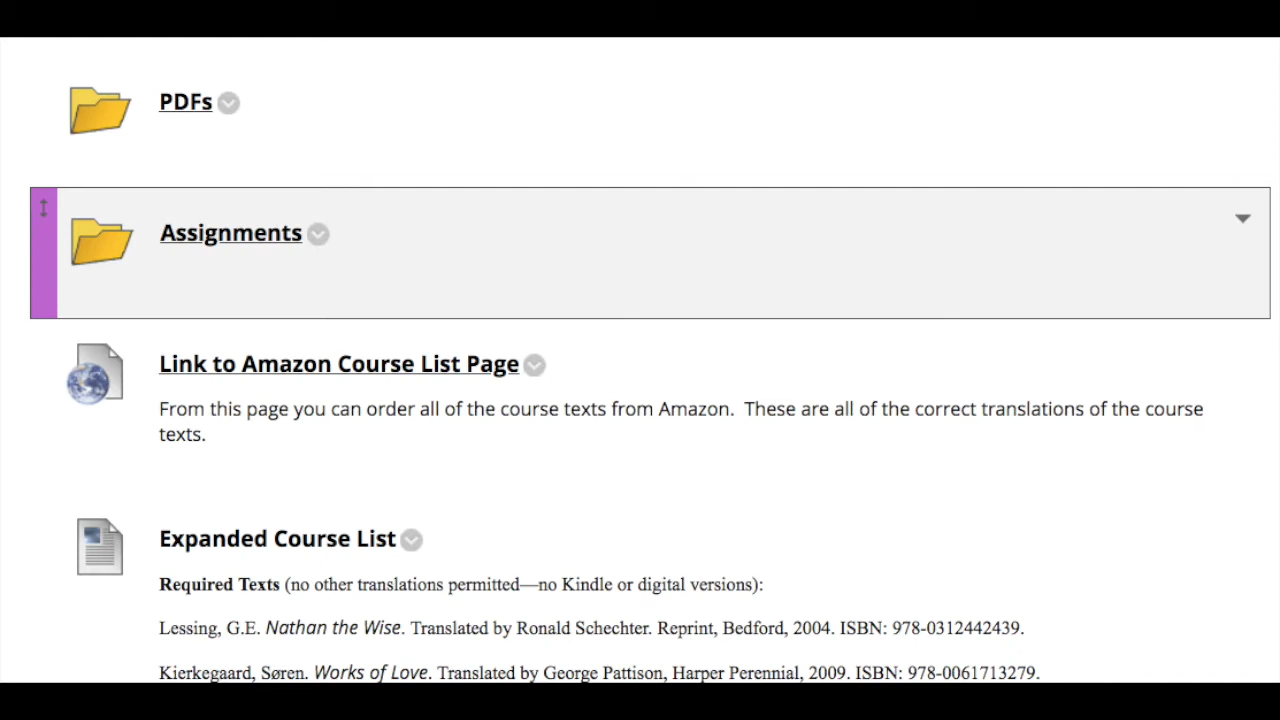 PDFs
Assignments
Link to Amazon Course List Page
From this page you can order all of the course texts from Amazon.  These are all of the correct translations of the course
texts.
Expanded Course List
Required Texts (no other translations permitted—no Kindle or digital versions):
Lessing, G.E. Nathan the Wise. Translated by Ronald Schechter. Reprint, Bedford, 2004. ISBN: 978-0312442439.
Kierkegaard, Søren. Works of Love. Translated by George Pattison, Harper Perennial, 2009. ISBN: 978-0061713279.